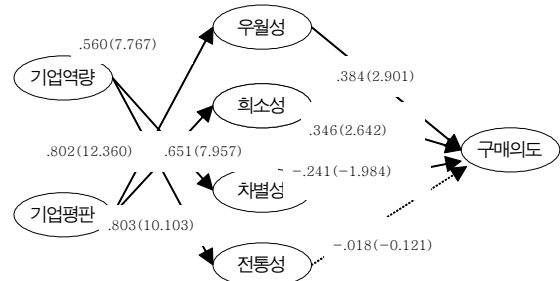 우월성
.560(7.767)
기업역량
.384(2.901)
희소성
.346(2.642)
.802(12.360)
.651(7.957)
구매의도
-.241(-1.984)
차별성
기업평판
.803(10.103)
-.018(-0.121)
전통성